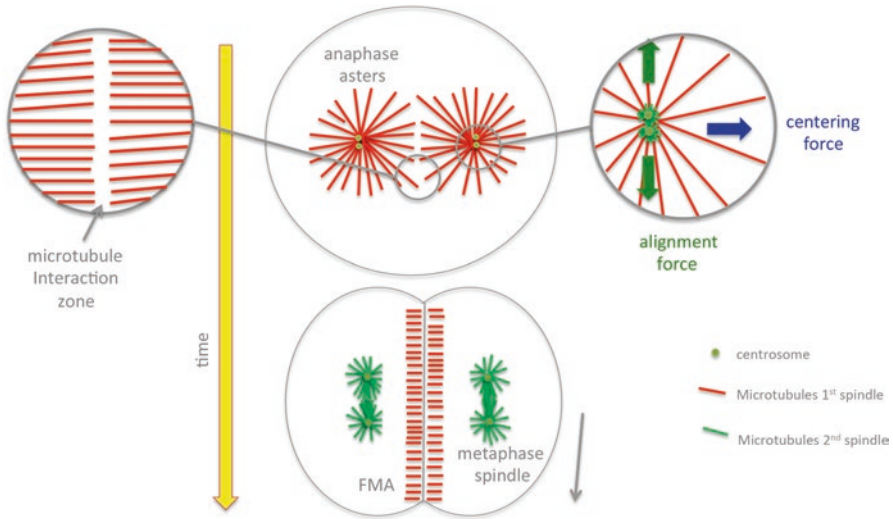 anaphase
asters
centering
force
microtubule
Interaction
zone
alignment
force
time
centrosome
Microtubules 1st spindle
Microtubules 2nd spindle
metaphase
spindle
FMA